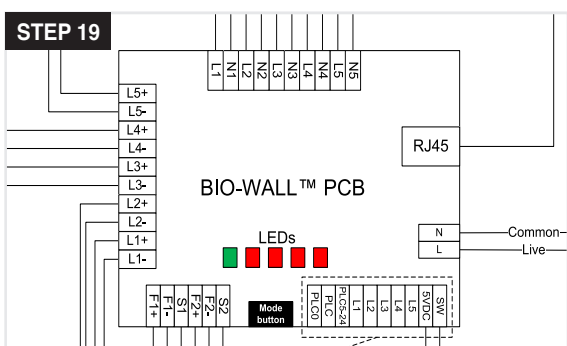 STEP 19
L1 N1 L2 N2 L3 N3 L4 N4 L5 N5
L5+
L5-
L4+
L4-
L3+
L3-
L2+
L2-
L1+
L1-
RJ45
BIO-WALL™ PCB
N
Common
L
Live
LEDs
F1+ F1- S1 F2+ F2- S2
Mode
button
PLC0 PLC PLC5-24 L1 L2 L3 L4 L5 5VDC SW